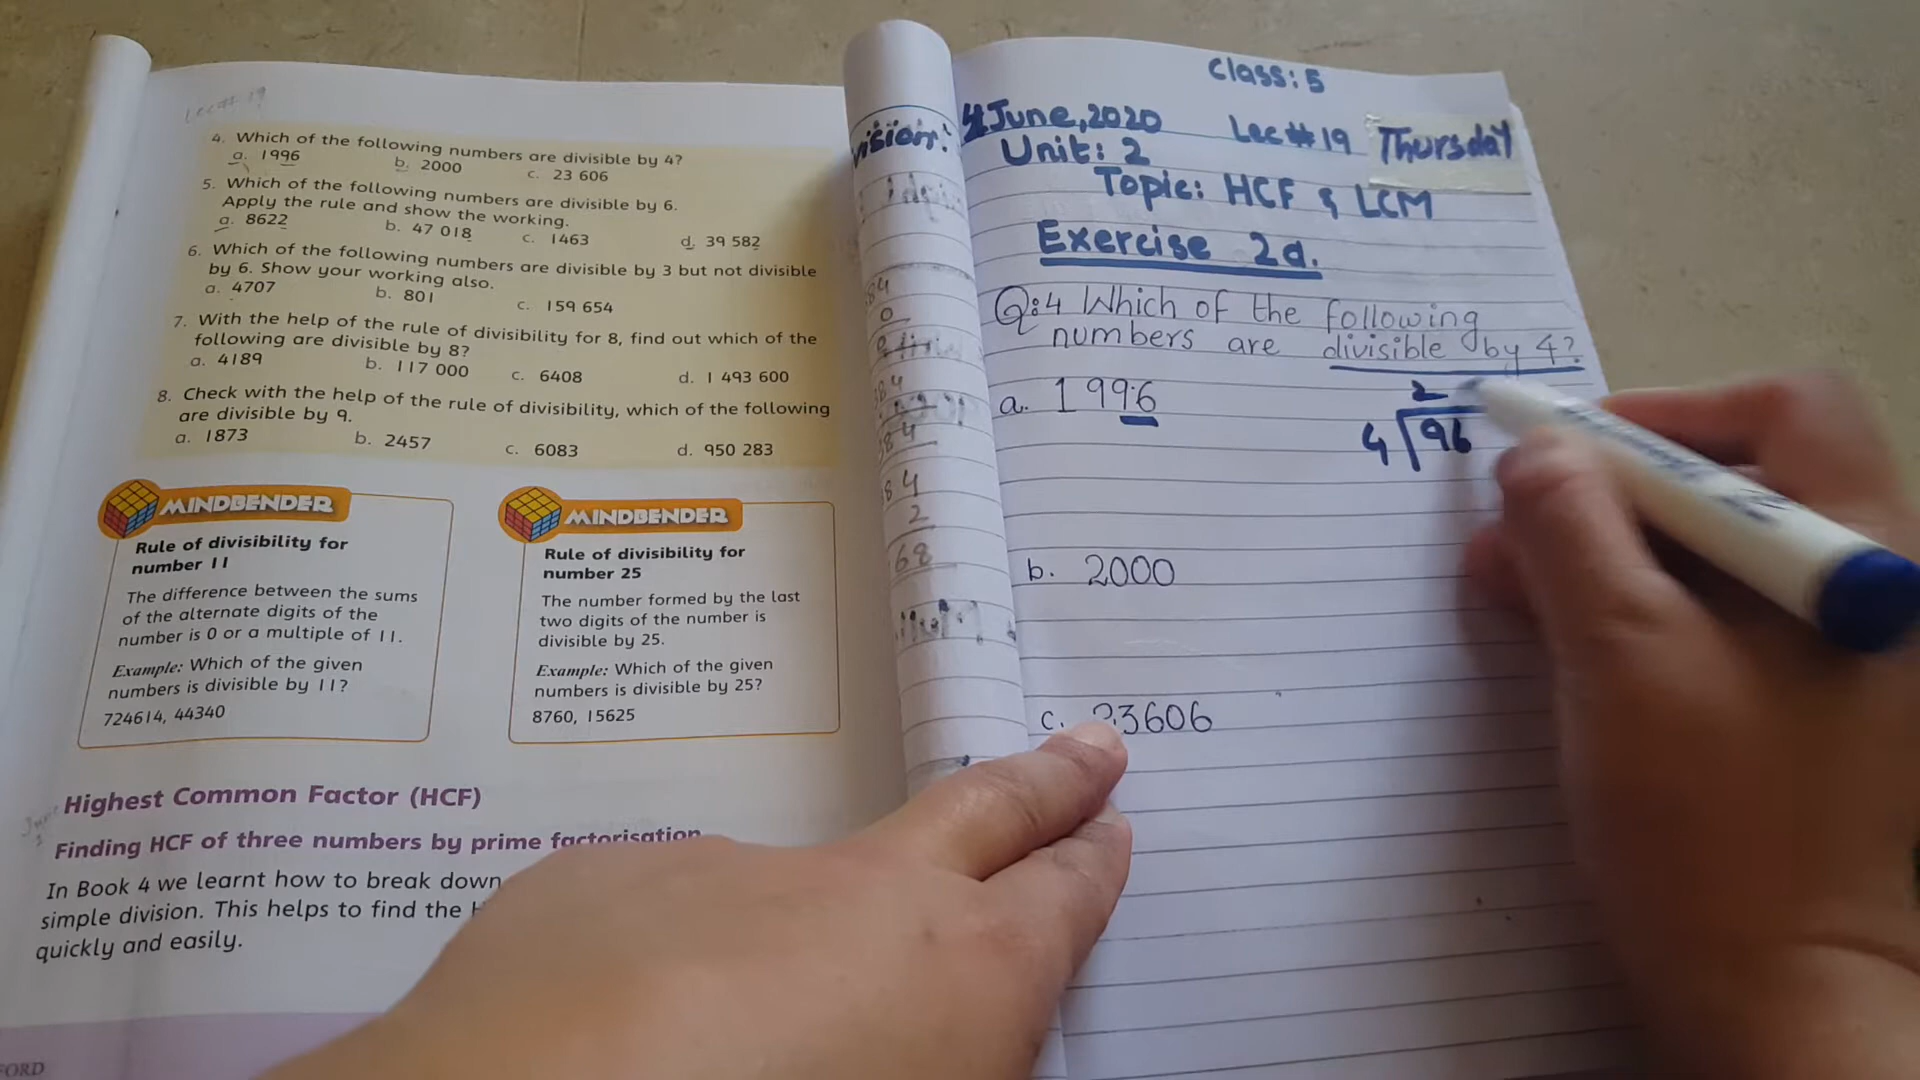 Lec# 19
4. Which of the following numbers are divisible by 4?
a. 1996 b. 2000 c. 23 606
5. Which of the following numbers are divisible by 6.
Apply the rule and show the working.
a. 8622 b. 47 018 c. 1463 d. 39 582
6. Which of the following numbers are divisible by 3 but not divisible
by 6. Show your working also.
a. 4707 b. 801 c. 159 654
7. With the help of the rule of divisibility for 8, find out which of the
following are divisible by 8?
a. 4189 b. 117 000 c. 6408 d. 1 493 600
8. Check with the help of the rule of divisibility, which of the following
are divisible by 9.
a. 1873 b. 2457 c. 6083 d. 950 283
MINDBENDER
Rule of divisibility for
number 11
The difference between the sums
of the alternate digits of the
number is 0 or a multiple of 11.
Example: Which of the given
numbers is divisible by 11?
724614, 44340
MINDBENDER
Rule of divisibility for
number 25
The number formed by the last
two digits of the number is
divisible by 25.
Example: Which of the given
numbers is divisible by 25?
8760, 15625
Highest Common Factor (HCF)
Finding HCF of three numbers by prime factorisation
In Book 4 we learnt how to break down
simple division. This helps to find the
quickly and easily.
FORD
84
0
84
84
84
2
68
Class: 5
4 June, 2020 Lec# 19 Thursday
Unit: 2
Topic: HCF & LCM
Exercise 2a.
Q:4 Which of the following
numbers are divisible by 4?
a. 1996
2
4 96
b. 2000
c. 23606